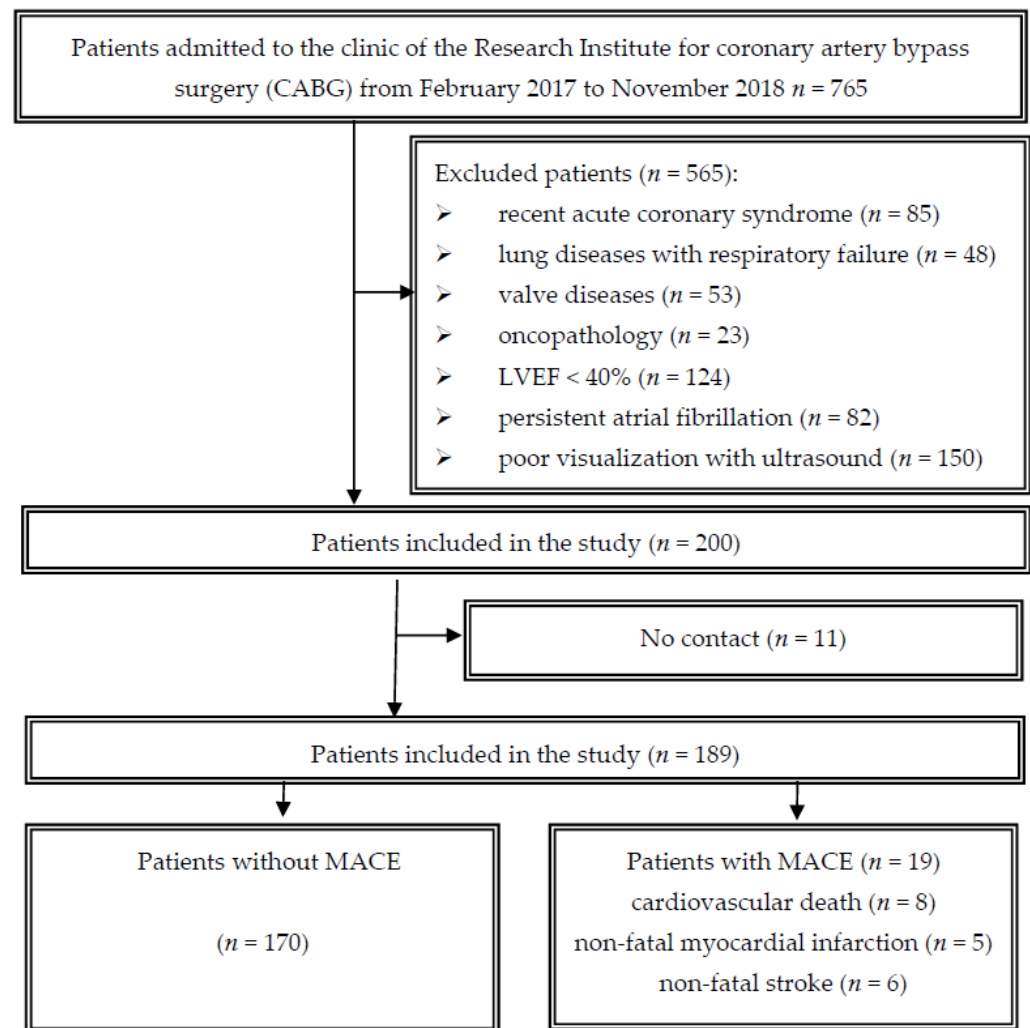 Patients admitted to the clinic of the Research Institute for coronary artery bypass
surgery (CABG) from February 2017 to November 2018 n = 765
Excluded patients (n = 565):
➢ recent acute coronary syndrome (n = 85)
➢ lung diseases with respiratory failure (n = 48)
➢ valve diseases (n = 53)
➢ oncopathology (n = 23)
➢ LVEF < 40% (n = 124)
➢ persistent atrial fibrillation (n = 82)
➢ poor visualization with ultrasound (n = 150)
Patients included in the study (n = 200)
No contact (n = 11)
Patients included in the study (n = 189)
Patients without MACE
(n = 170)
Patients with MACE (n = 19)
cardiovascular death (n = 8)
non-fatal myocardial infarction (n = 5)
non-fatal stroke (n = 6)